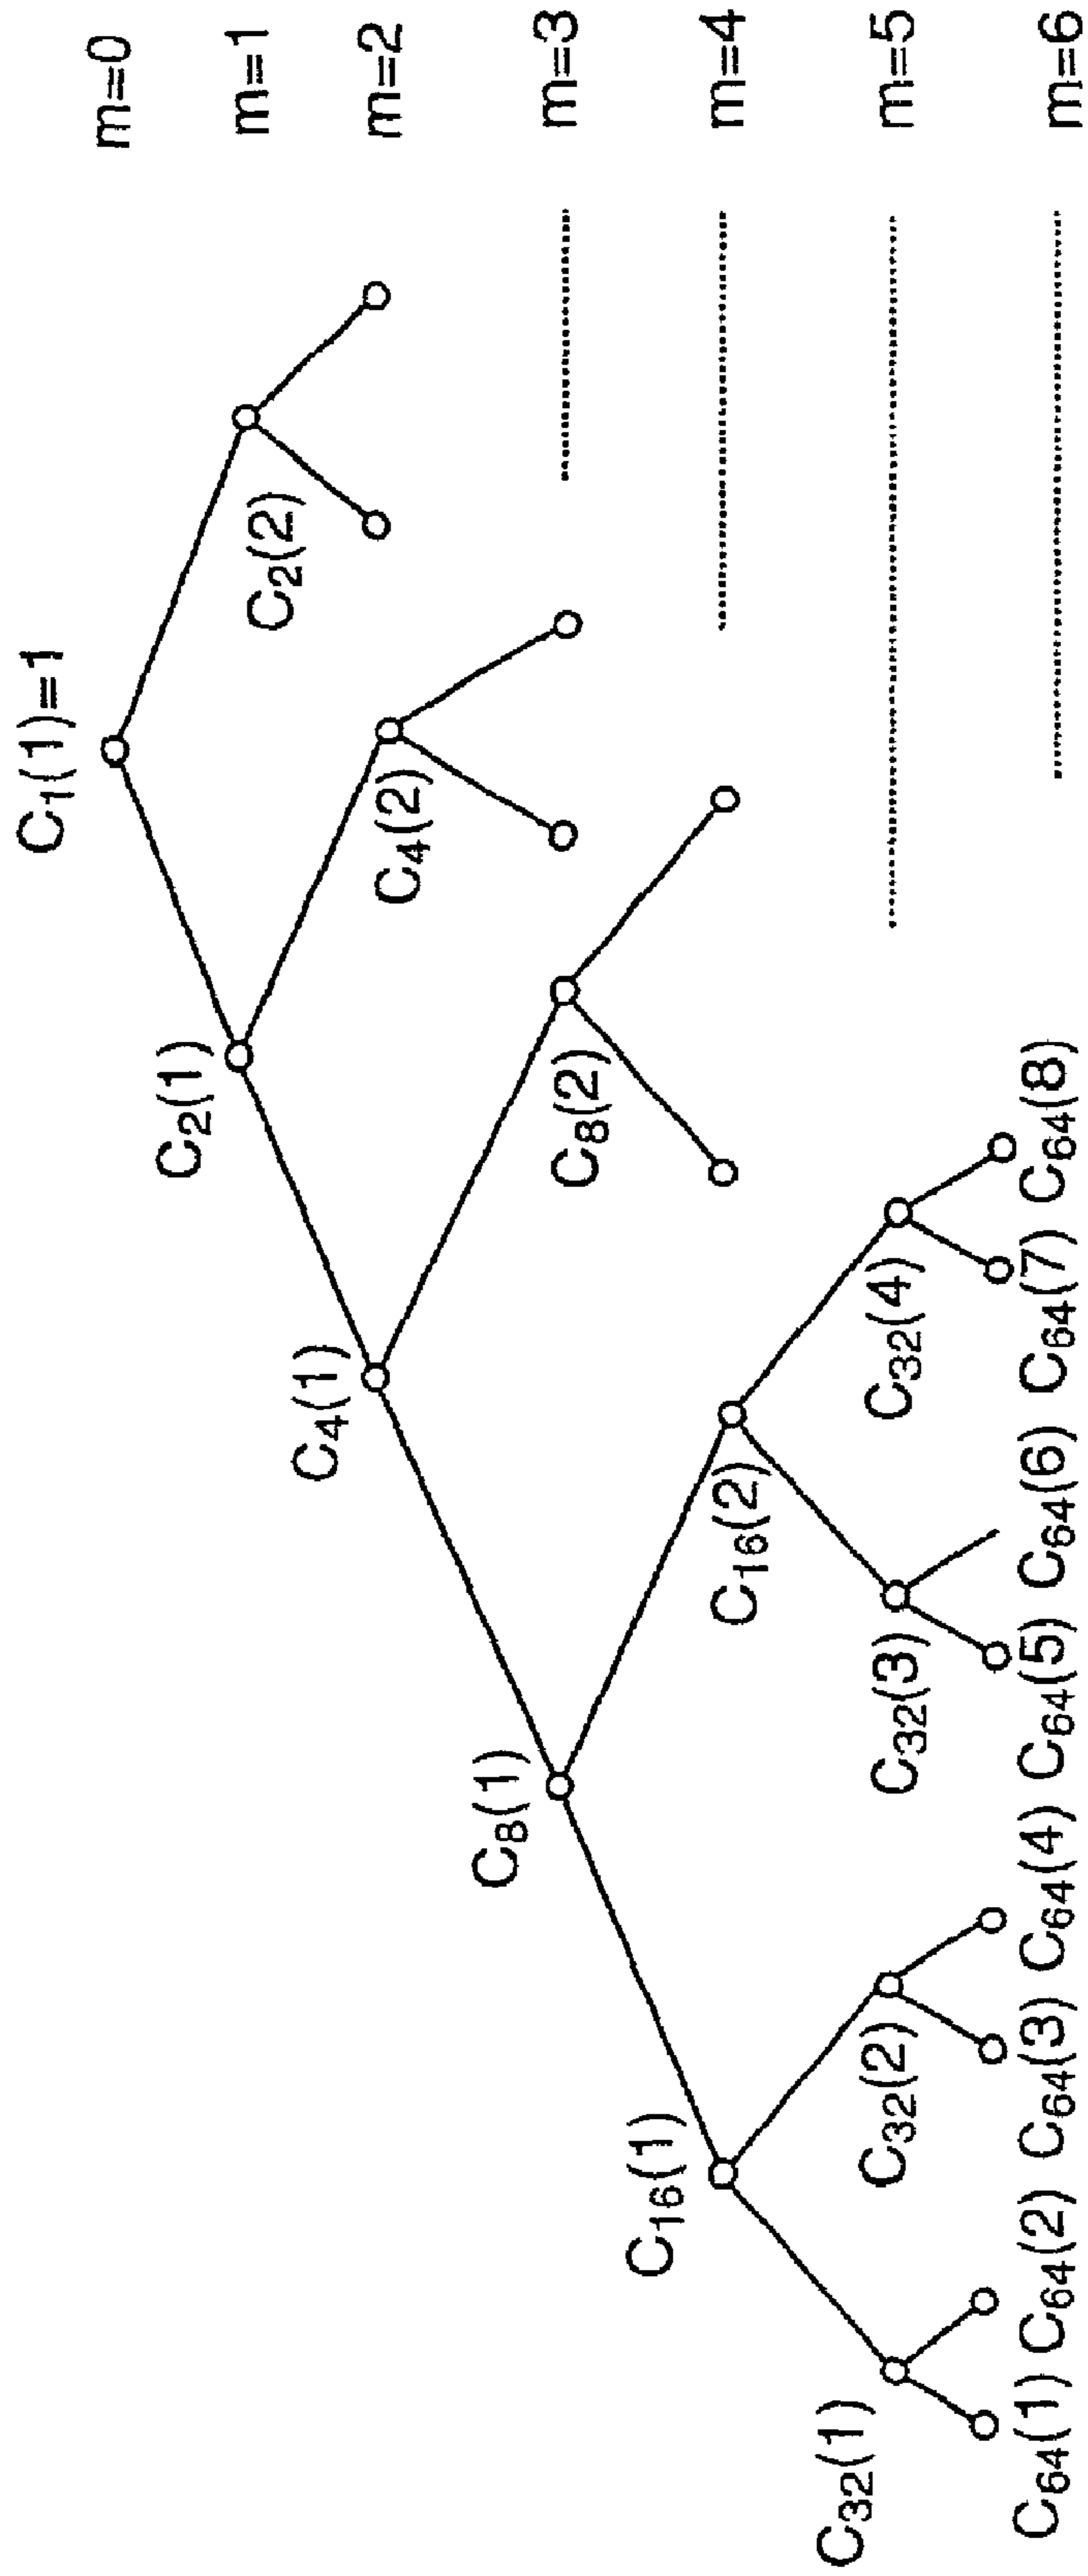 C₁(1)=1
m=0
C₂(1)
C₂(2)
m=1
C₄(1)
C₄(2)
m=2
C₈(1)
C₈(2)
m=3
C₁₆(1)
C₁₆(2)
m=4
C₃₂(1)
C₃₂(2)
C₃₂(3)
C₃₂(4)
m=5
C₆₄(1) C₆₄(2) C₆₄(3) C₆₄(4) C₆₄(5) C₆₄(6) C₆₄(7) C₆₄(8)
m=6